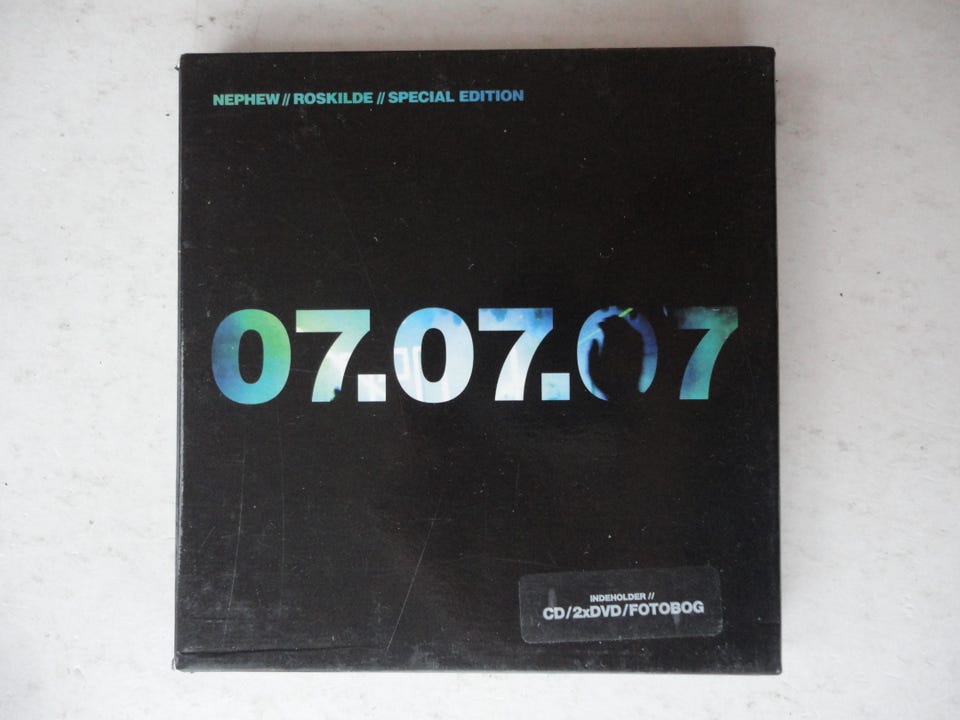 NEPHEW // ROSKILDE // SPECIAL EDITION
07.07.07
INDEHOLDER //
CD/2xDVD/FOTOBOG